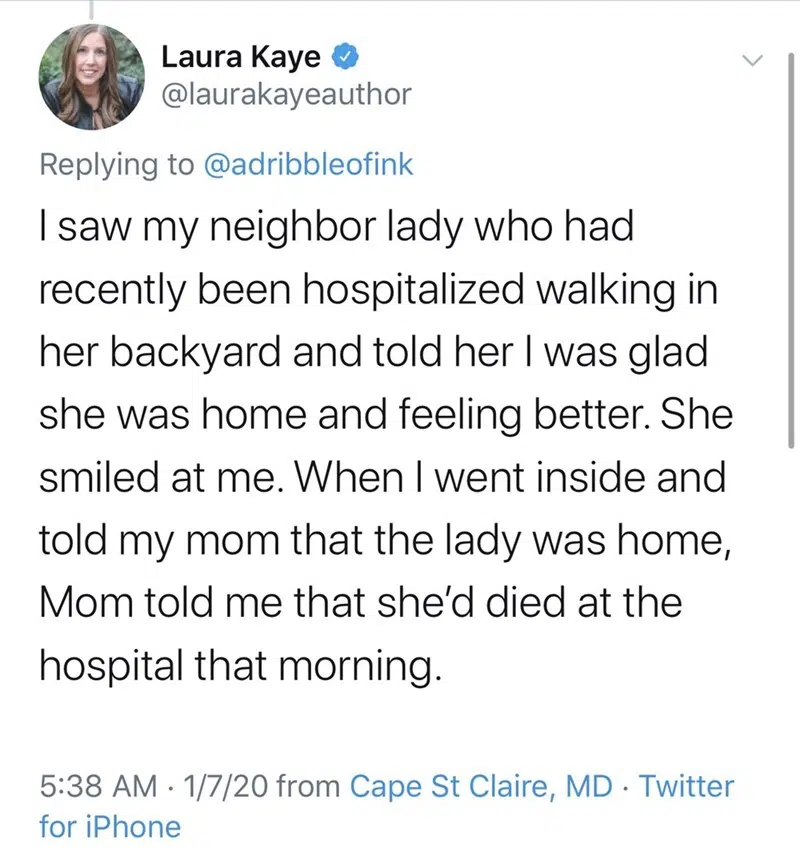 Laura Kaye
@laurakayeauthor
Replying to @adribbleofink
I saw my neighbor lady who had
recently been hospitalized walking in
her backyard and told her I was glad
she was home and feeling better. She
smiled at me. When I went inside and
told my mom that the lady was home,
Mom told me that she'd died at the
hospital that morning.
5:38 AM · 1/7/20 from Cape St Claire, MD · Twitter
for iPhone